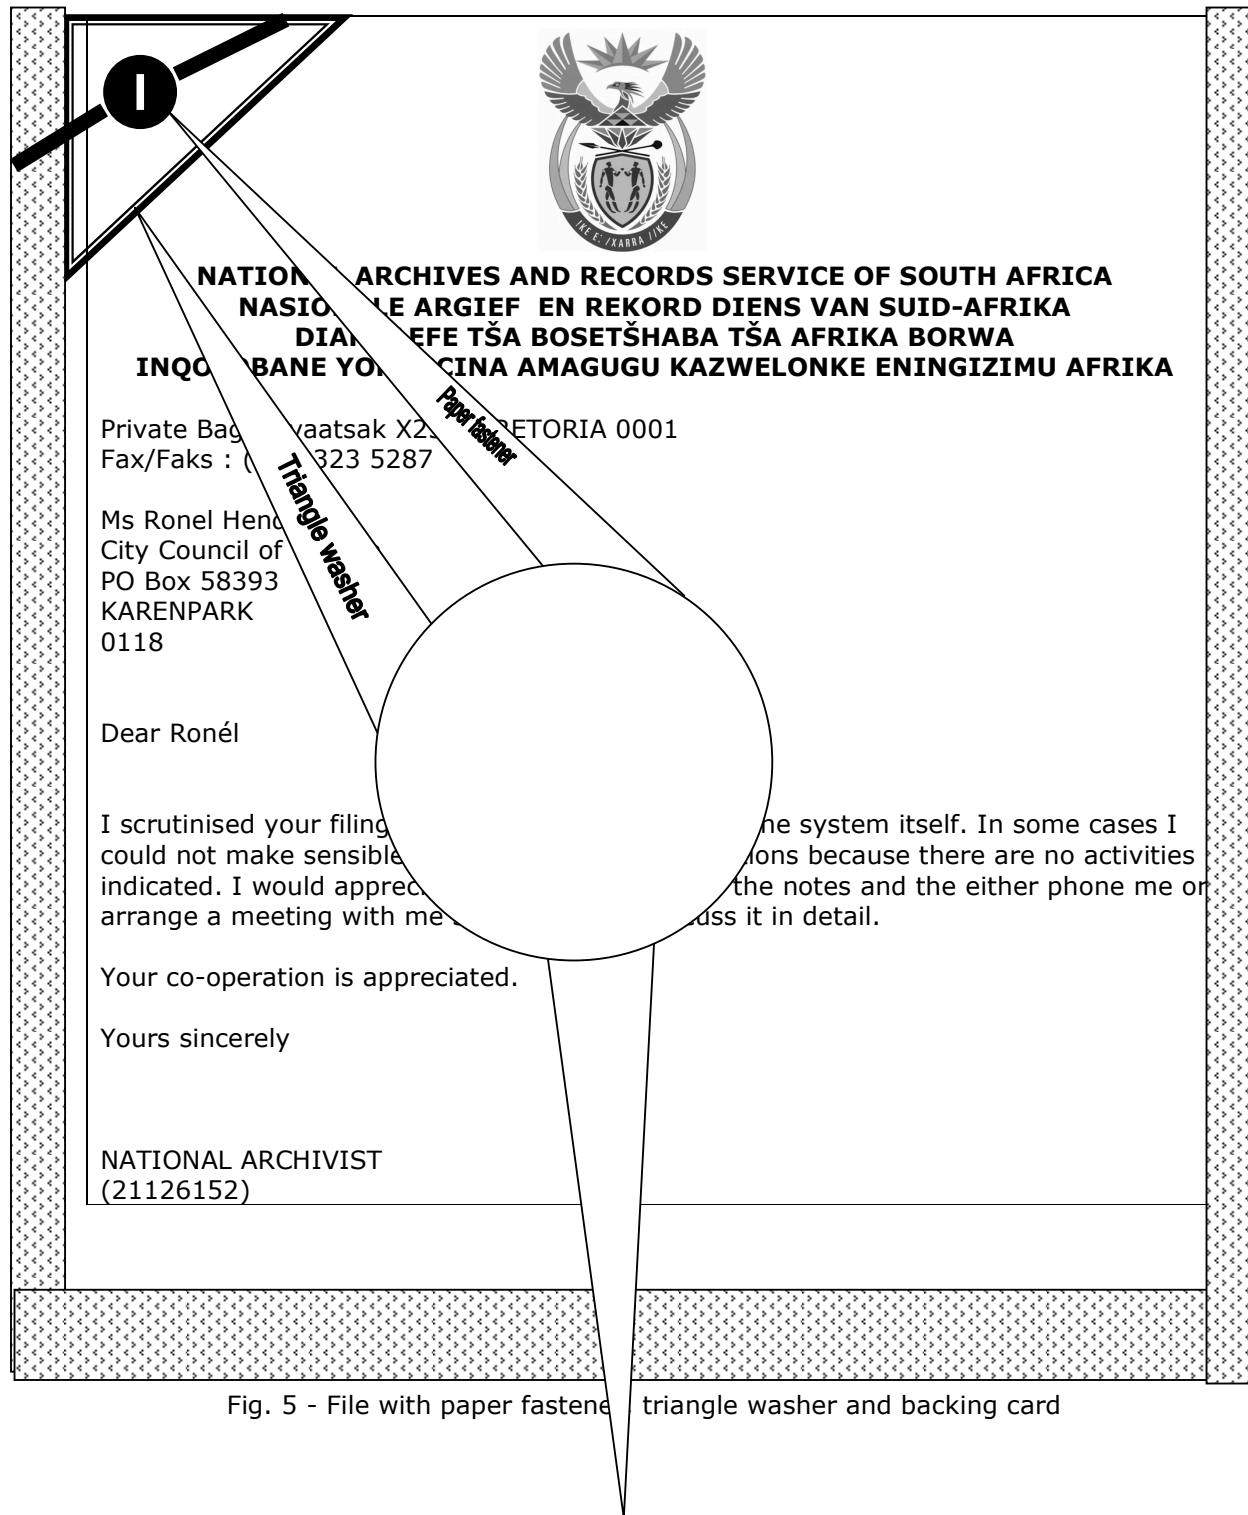 I
!KE E: /XARRA //KE
NATION ARCHIVES AND RECORDS SERVICE OF SOUTH AFRICA
NASIO LE ARGIEF EN REKORD DIENS VAN SUID-AFRIKA
DIA EFE TŠA BOSETŠHABA TŠA AFRIKA BORWA
INQO BANE YO CINA AMAGUGU KAZWELONKE ENINGIZIMU AFRIKA
Paper fastener
Private Bag vaatsak X2 RETORIA 0001
Fax/Faks : ( 323 5287
Triangle washer
Ms Ronel Hend
City Council of
PO Box 58393
KARENPARK
0118
Dear Ronél
I scrutinised your filing he system itself. In some cases I
could not make sensible ions because there are no activities
indicated. I would appreci the notes and the either phone me or
arrange a meeting with me uss it in detail.
Your co-operation is appreciated.
Yours sincerely
NATIONAL ARCHIVIST
(21126152)
Fig. 5 - File with paper fastene triangle washer and backing card